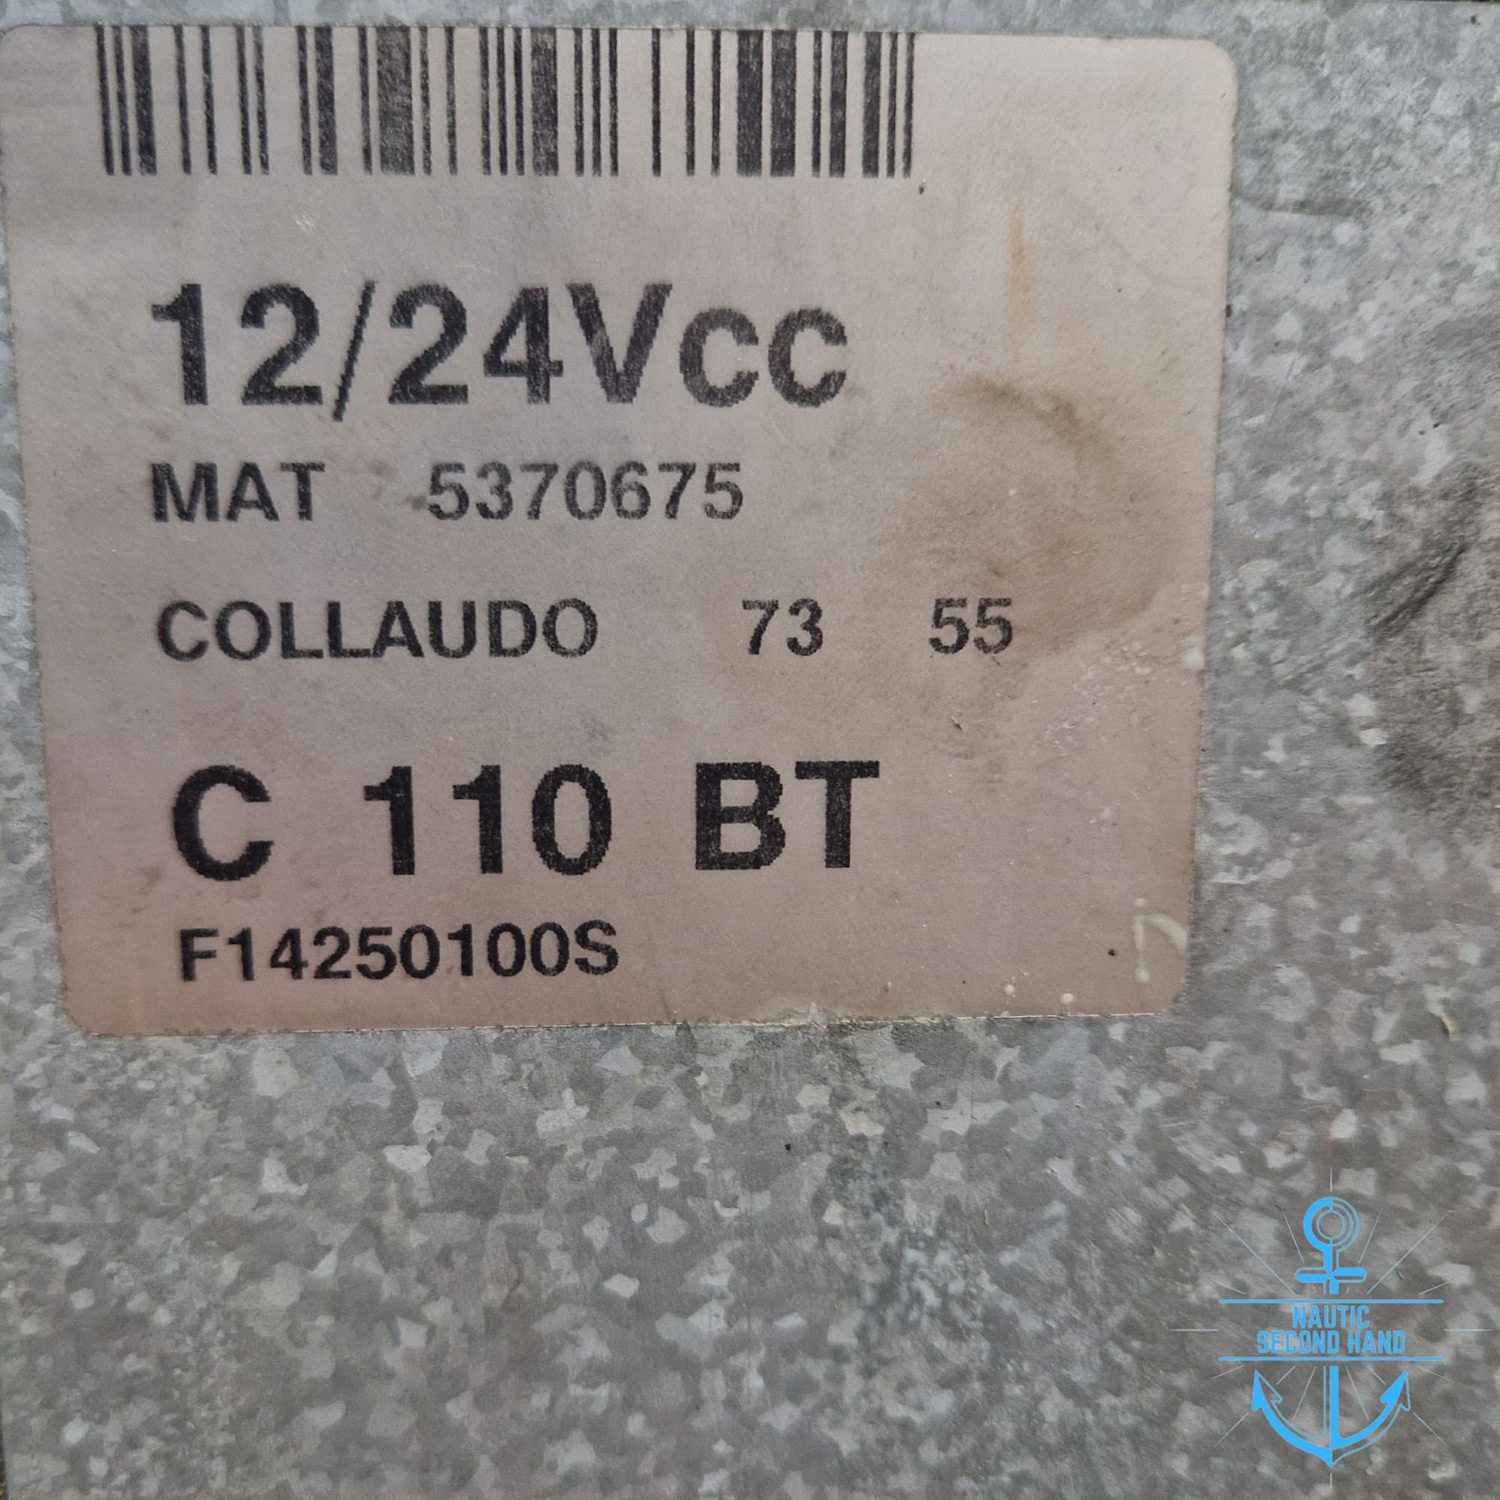 12/24Vcc
MAT 5370675
COLLAUDO 73 55
C 110 BT
F14250100S
NAUTIC
SECOND HAND